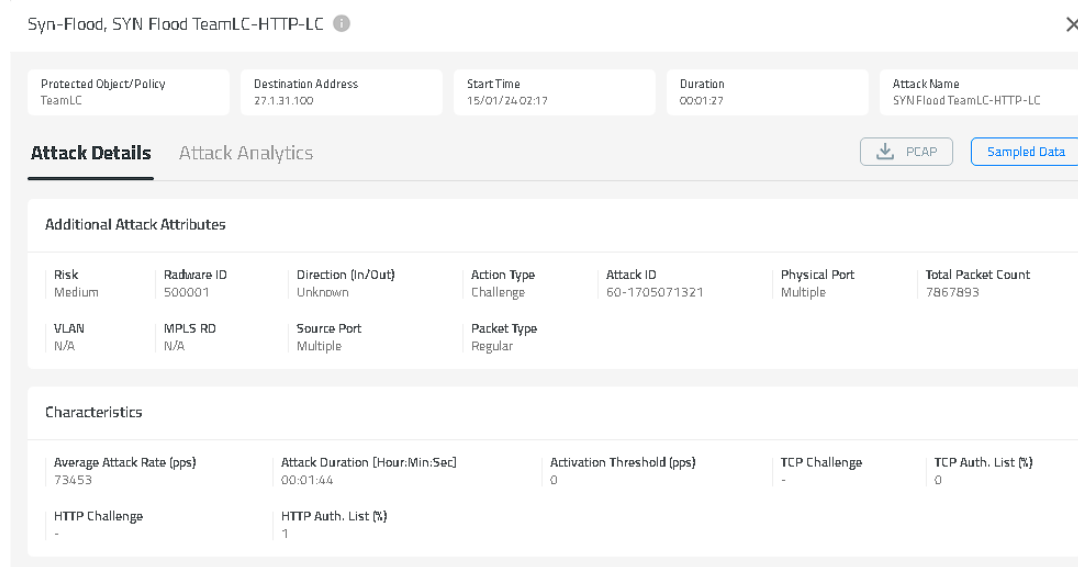 Syn-Flood, SYN Flood TeamLC-HTTP-LC
Protected Object/Policy Destination Address Start Time Duration Attack Name
TeamLC 27.1.31.100 15/01/24 02:17 00:01:27 SYN Flood TeamLC-HTTP-LC
Attack Details Attack Analytics PCAP Sampled Data
Additional Attack Attributes
Risk Radware ID Direction (In/Out) Action Type Attack ID Physical Port Total Packet Count
Medium 500001 Unknown Challenge 60-1705071321 Multiple 7867893
VLAN MPLS RD Source Port Packet Type
N/A N/A Multiple Regular
Characteristics
Average Attack Rate (pps) Attack Duration [Hour:Min:Sec] Activation Threshold (pps) TCP Challenge TCP Auth. List (%)
73453 00:01:44 0 - 0
HTTP Challenge HTTP Auth. List (%)
- 1